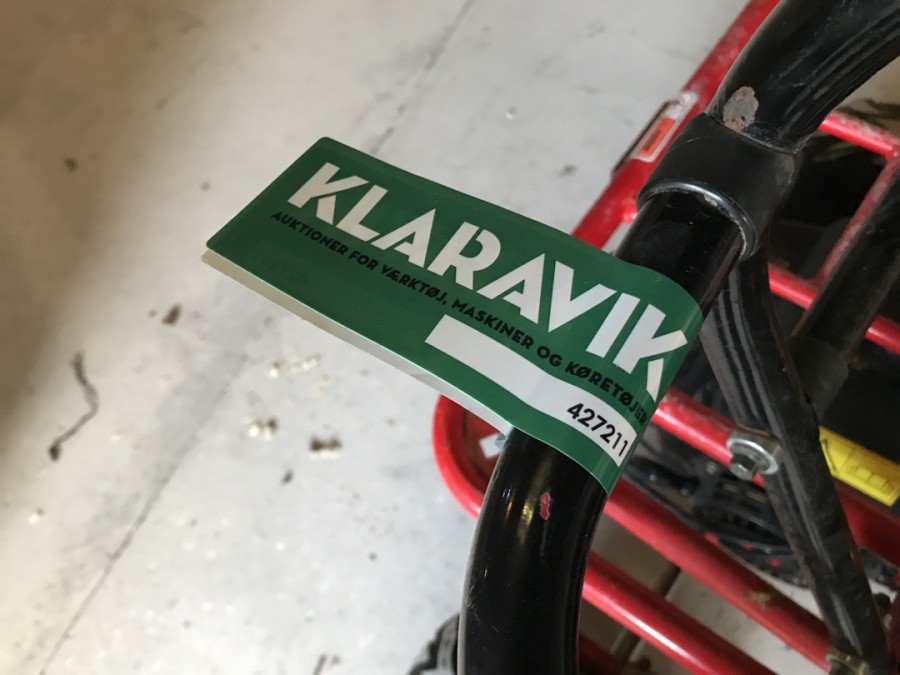 KLARAVIK
AUKTIONER FOR VÆRKTØJ, MASKINER OG KØRETØJER
427211